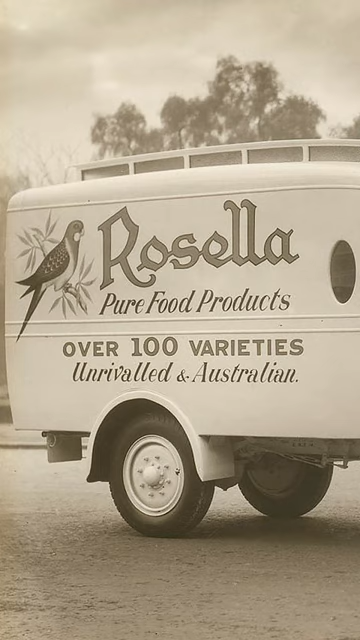 Rosella
Pure Food Products
OVER 100 VARIETIES
Unrivalled & Australian.